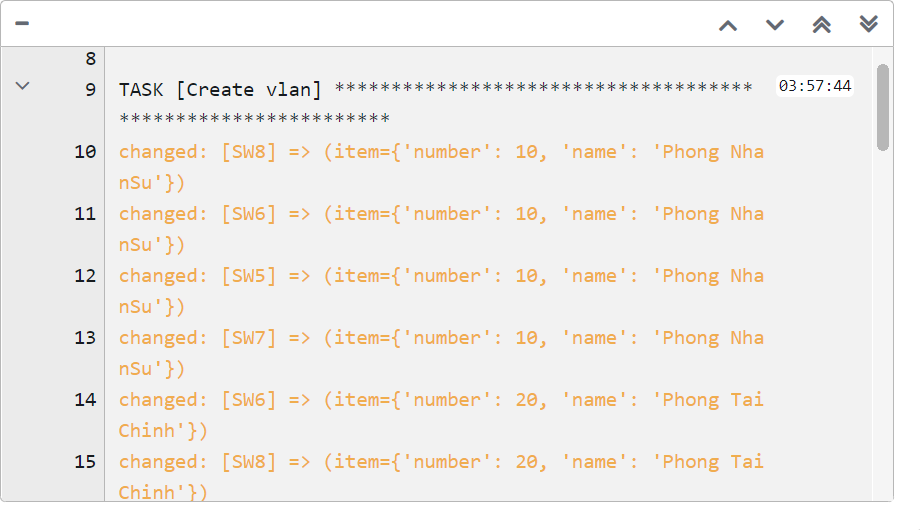 8
9 TASK [Create vlan] ************************************* 03:57:44
************************
10 changed: [SW8] => (item={'number': 10, 'name': 'Phong Nha
nSu'})
11 changed: [SW6] => (item={'number': 10, 'name': 'Phong Nha
nSu'})
12 changed: [SW5] => (item={'number': 10, 'name': 'Phong Nha
nSu'})
13 changed: [SW7] => (item={'number': 10, 'name': 'Phong Nha
nSu'})
14 changed: [SW6] => (item={'number': 20, 'name': 'Phong Tai
Chinh'})
15 changed: [SW8] => (item={'number': 20, 'name': 'Phong Tai
Chinh'})